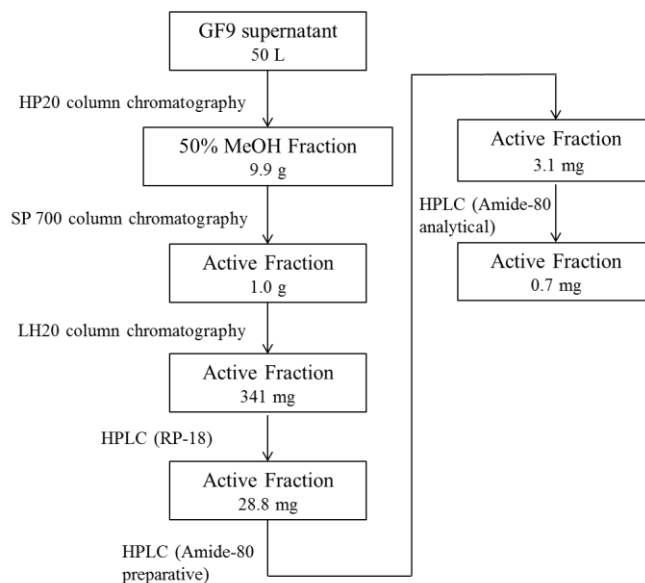 GF9 supernatant
50 L
HP20 column chromatography
50% MeOH Fraction
9.9 g
SP 700 column chromatography
Active Fraction
1.0 g
LH20 column chromatography
Active Fraction
341 mg
HPLC (RP-18)
Active Fraction
28.8 mg
HPLC (Amide-80
preparative)
Active Fraction
3.1 mg
HPLC (Amide-80
analytical)
Active Fraction
0.7 mg